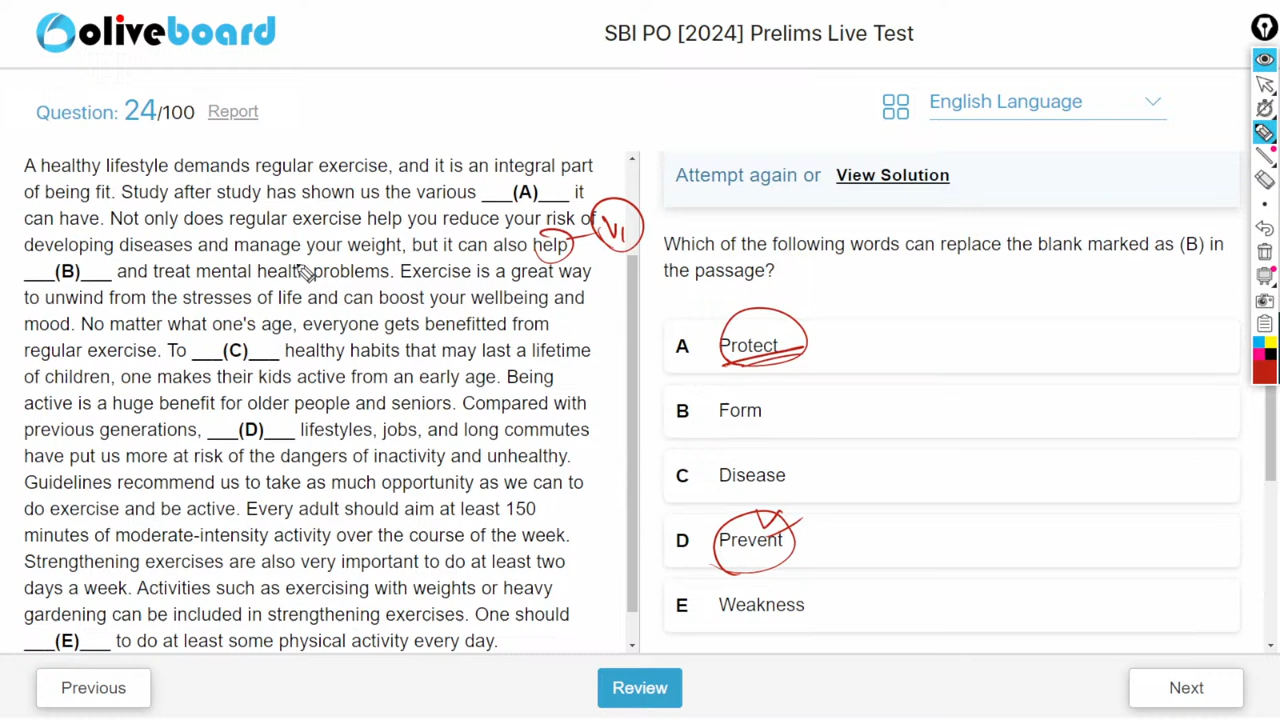 oliveboard
SBI PO [2024] Prelims Live Test
Question: 24/100 Report
English Language
A healthy lifestyle demands regular exercise, and it is an integral part
of being fit. Study after study has shown us the various ___(A)___ it
can have. Not only does regular exercise help you reduce your risk of
developing diseases and manage your weight, but it can also help
___(B)___ and treat mental health problems. Exercise is a great way
to unwind from the stresses of life and can boost your wellbeing and
mood. No matter what one's age, everyone gets benefitted from
regular exercise. To ___(C)___ healthy habits that may last a lifetime
of children, one makes their kids active from an early age. Being
active is a huge benefit for older people and seniors. Compared with
previous generations, ___(D)___ lifestyles, jobs, and long commutes
have put us more at risk of the dangers of inactivity and unhealthy.
Guidelines recommend us to take as much opportunity as we can to
do exercise and be active. Every adult should aim at least 150
minutes of moderate-intensity activity over the course of the week.
Strengthening exercises are also very important to do at least two
days a week. Activities such as exercising with weights or heavy
gardening can be included in strengthening exercises. One should
___(E)___ to do at least some physical activity every day.
V1
Attempt again or View Solution
Which of the following words can replace the blank marked as (B) in
the passage?
A Protect
B Form
C Disease
D Prevent
E Weakness
Previous
Review
Next